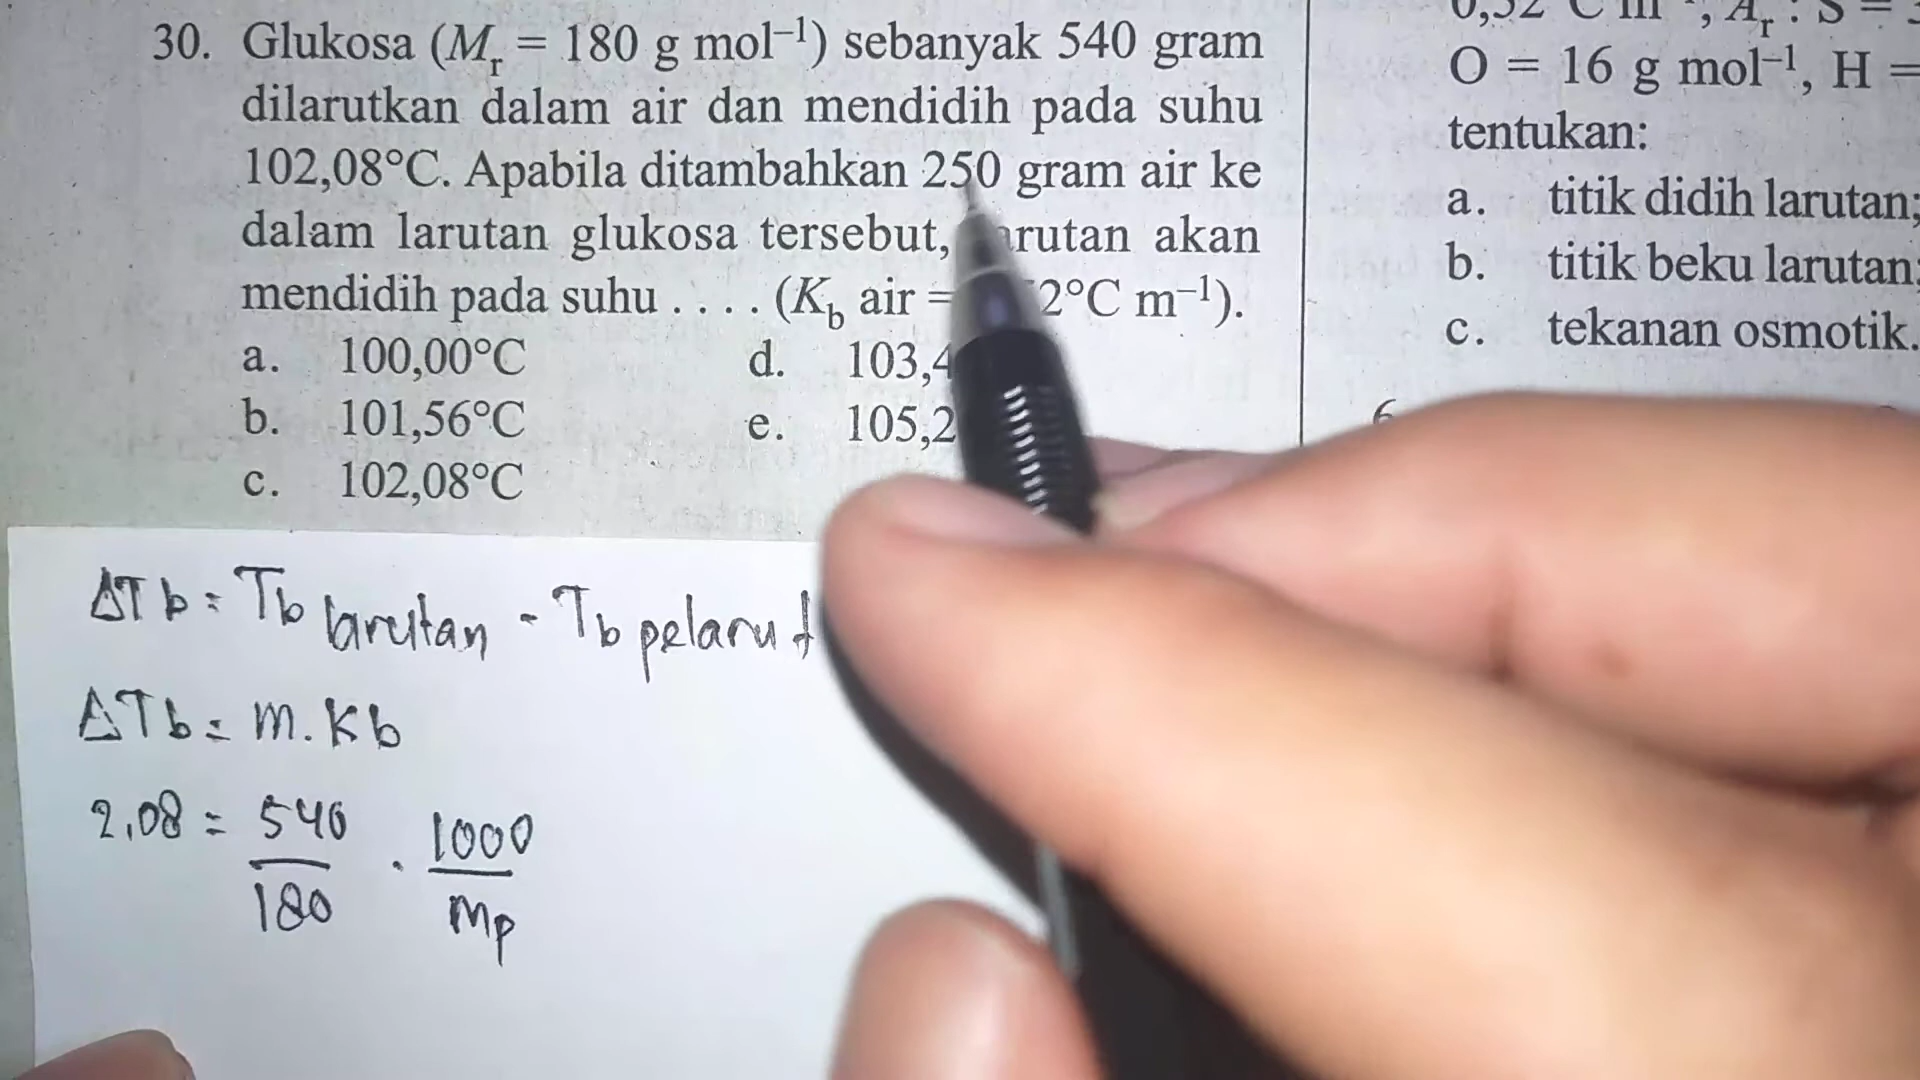 30. Glukosa (Mr = 180 g mol⁻¹) sebanyak 540 gram
dilarutkan dalam air dan mendidih pada suhu
102,08°C. Apabila ditambahkan 250 gram air ke
dalam larutan glukosa tersebut, rutan akan
mendidih pada suhu . . . . (Kb air = 2°C m⁻¹).
a. 100,00°C
b. 101,56°C
c. 102,08°C
d. 103,4
e. 105,2
O = 16 g mol⁻¹, H =
tentukan:
a. titik didih larutan;
b. titik beku larutan;
c. tekanan osmotik.
ΔTb = Tb larutan - Tb pelarut
ΔTb = m . Kb
2,08 = 540/180 . 1000/Mp